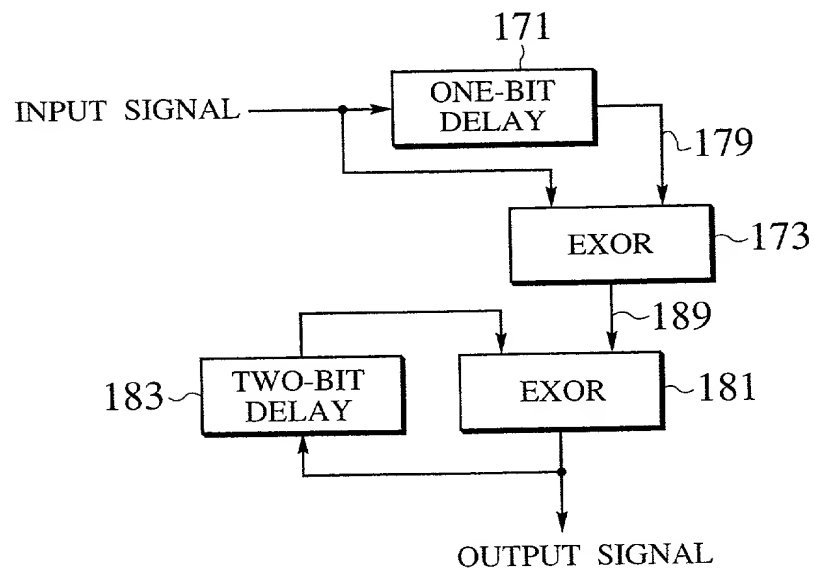 171
INPUT SIGNAL
ONE-BIT
DELAY
179
EXOR
173
189
183
TWO-BIT
DELAY
EXOR
181
OUTPUT SIGNAL